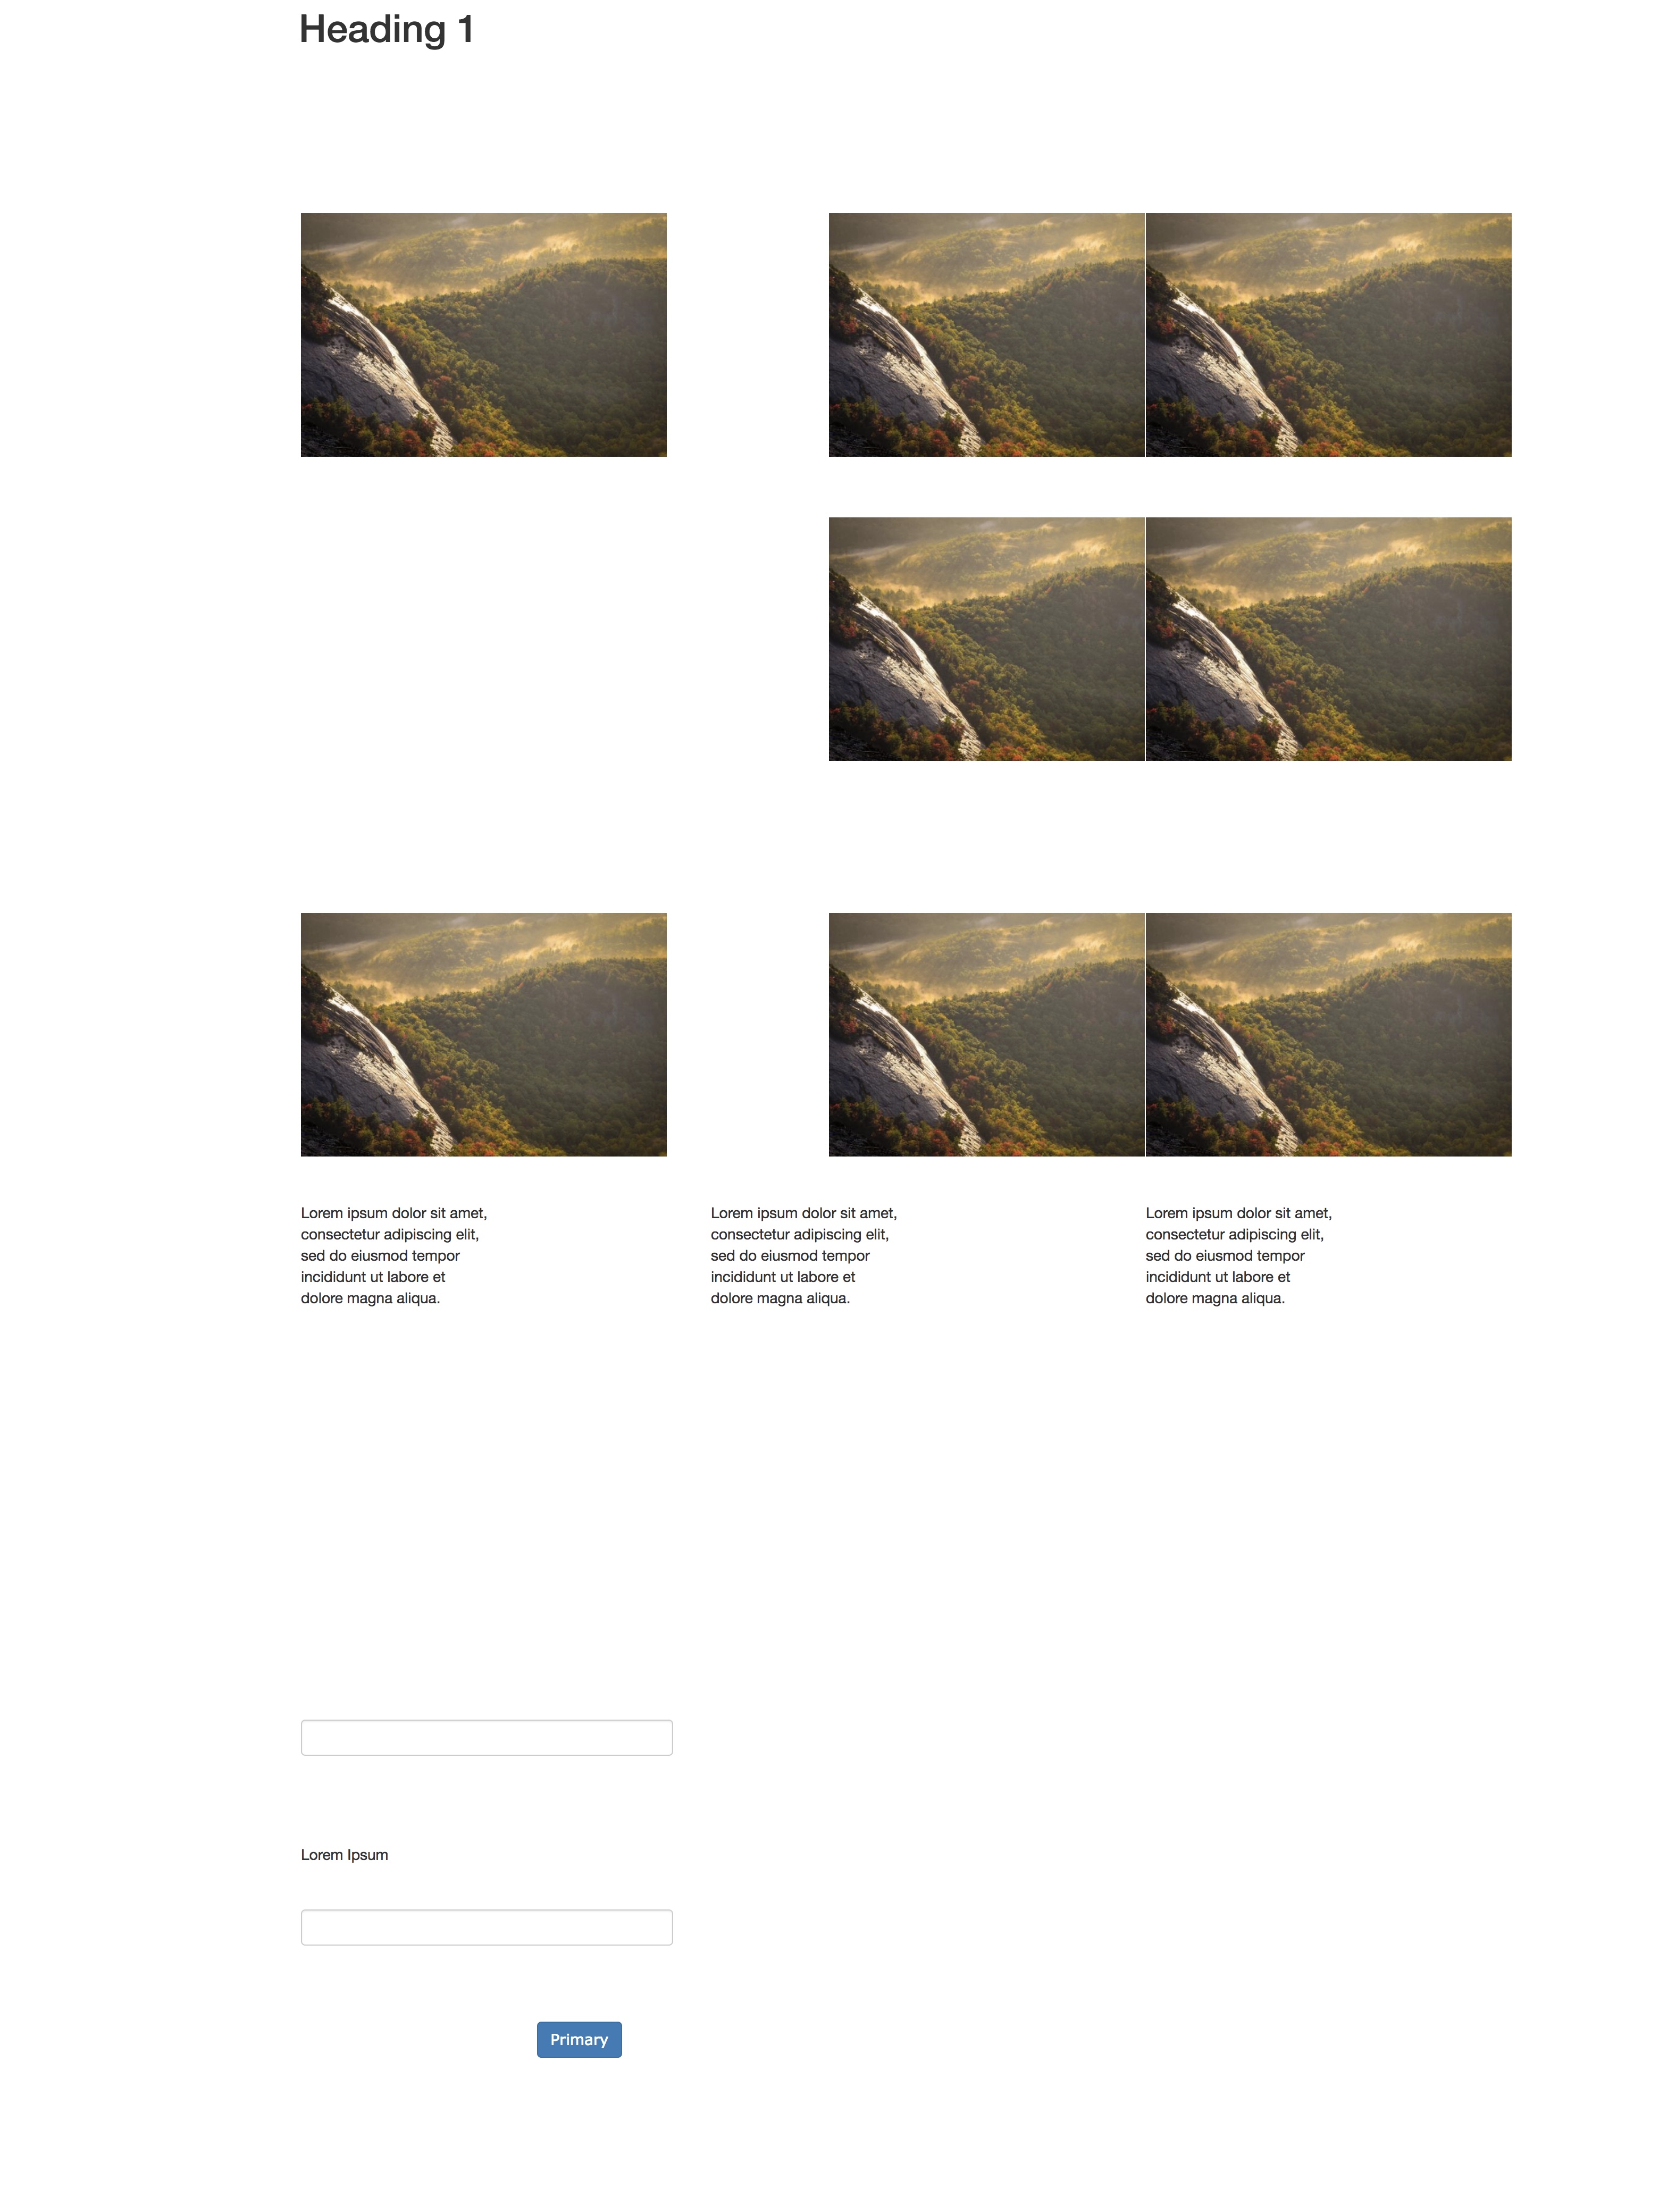 Heading 1
Lorem ipsum dolor sit amet,
consectetur adipiscing elit,
sed do eiusmod tempor
incididunt ut labore et
dolore magna aliqua.
Lorem ipsum dolor sit amet,
consectetur adipiscing elit,
sed do eiusmod tempor
incididunt ut labore et
dolore magna aliqua.
Lorem ipsum dolor sit amet,
consectetur adipiscing elit,
sed do eiusmod tempor
incididunt ut labore et
dolore magna aliqua.
Lorem Ipsum
Primary